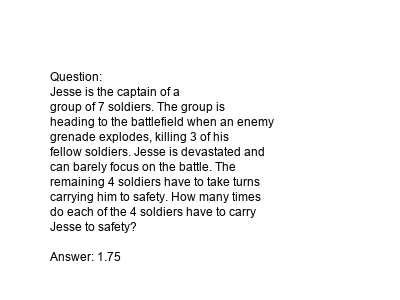 Question:
Jesse is the captain of a
group of 7 soldiers. The group is
heading to the battlefield when an enemy
grenade explodes, killing 3 of his
fellow soldiers. Jesse is devastated and
can barely focus on the battle. The
remaining 4 soldiers have to take turns
carrying him to safety. How many times
do each of the 4 soldiers have to carry
Jesse to safety?

Answer: 1.75